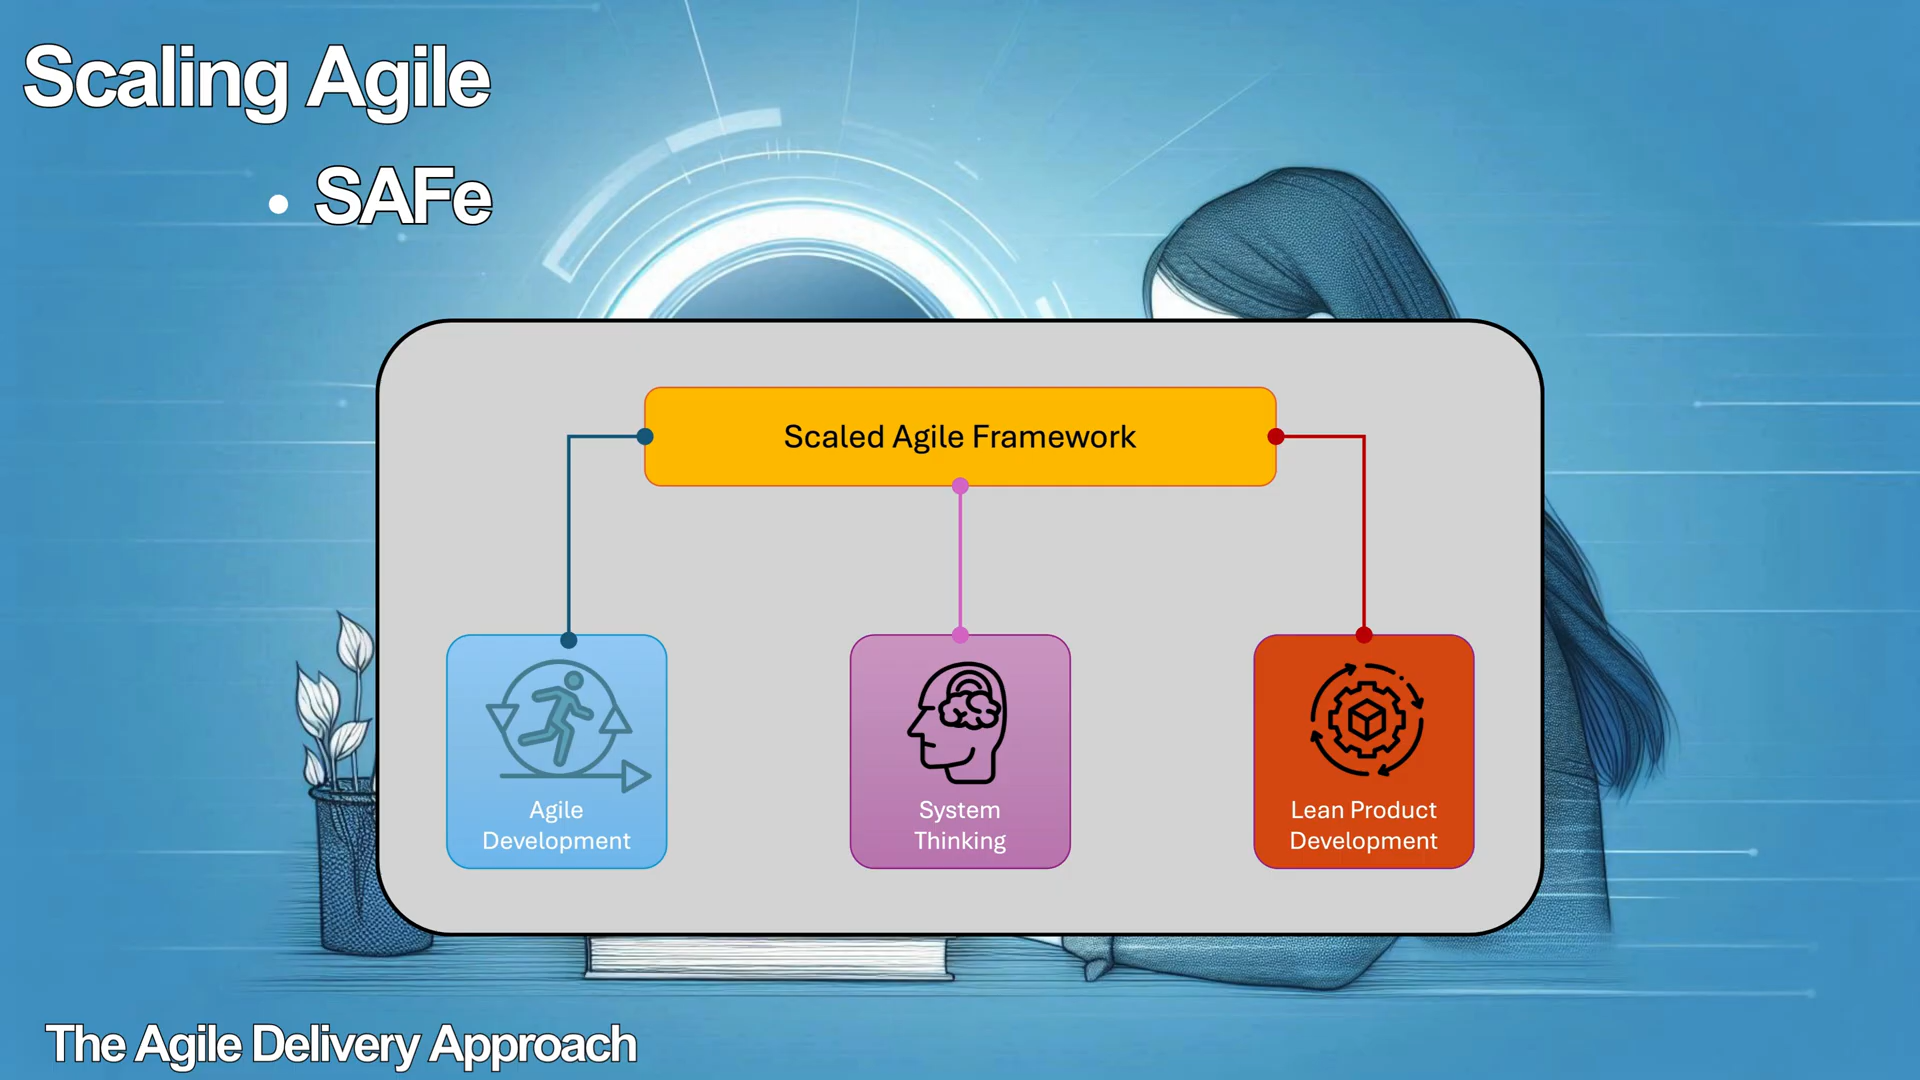 Scaling Agile
• SAFe
Scaled Agile Framework
Agile
Development
System
Thinking
Lean Product
Development
The Agile Delivery Approach